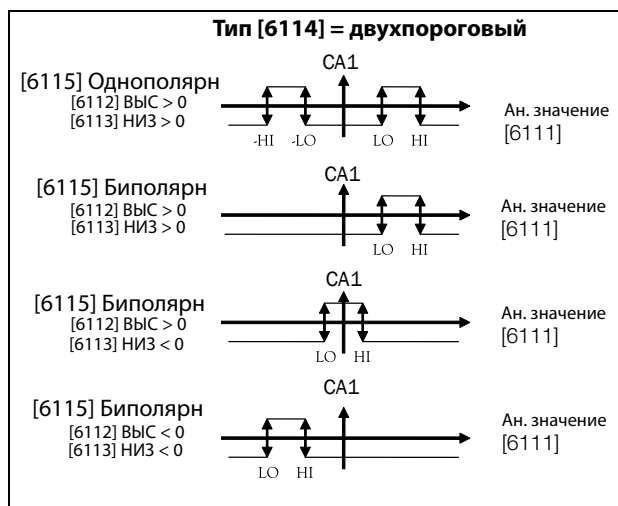 Тип [6114] = двухпороговый
CA1
[6115] Однополярн
[6112] ВЫС > 0
[6113] НИЗ > 0
-HI -LO LO HI
Ан. значение
[6111]
CA1
[6115] Биполярн
[6112] ВЫС > 0
[6113] НИЗ > 0
LO HI
Ан. значение
[6111]
CA1
[6115] Биполярн
[6112] ВЫС > 0
[6113] НИЗ < 0
LO HI
Ан. значение
[6111]
CA1
[6115] Биполярн
[6112] ВЫС < 0
[6113] НИЗ < 0
LO HI
Ан. значение
[6111]